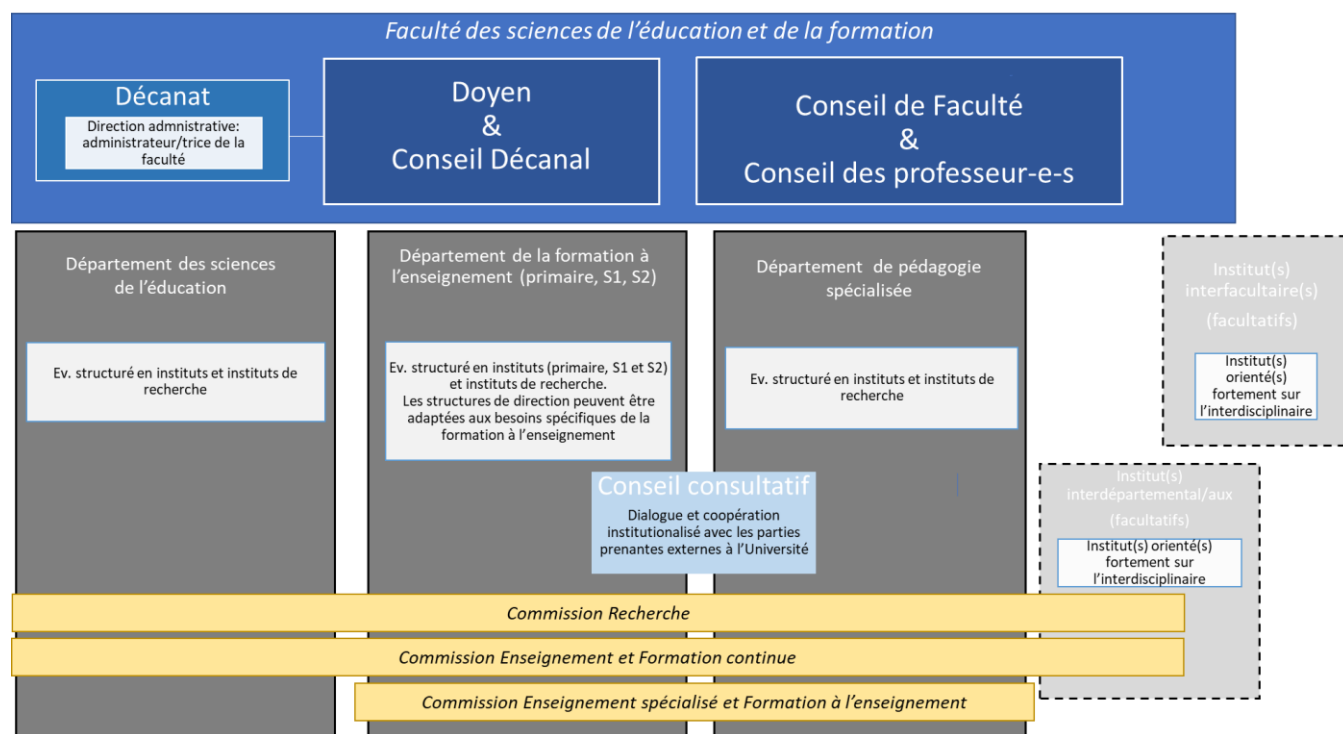 Faculté des sciences de l'éducation et de la formation
Décanat
Direction admnistrative:
administrateur/trice de la
faculté
Doyen
&
Conseil Décanal
Conseil de Faculté
&
Conseil des professeur-e-s
Département des sciences
de l'éducation
Ev. structuré en instituts et instituts de
recherche
Département de la formation à
l'enseignement (primaire, S1, S2)
Ev. structuré en instituts (primaire, S1 et S2)
et instituts de recherche.
Les structures de direction peuvent être
adaptées aux besoins spécifiques de la
formation à l'enseignement
Département de pédagogie
spécialisée
Ev. structuré en instituts et instituts de
recherche
Institut(s)
interfacultaire(s)
(facultatifs)
Institut(s)
orienté(s)
fortement sur
l'interdisciplinaire
Conseil consultatif
Dialogue et coopération
institutionalisé avec les parties
prenantes externes à l'Université
Institut(s)
interdépartemental/aux
(facultatifs)
Institut(s) orienté(s)
fortement sur
l'interdisciplinaire
Commission Recherche
Commission Enseignement et Formation continue
Commission Enseignement spécialisé et Formation à l'enseignement